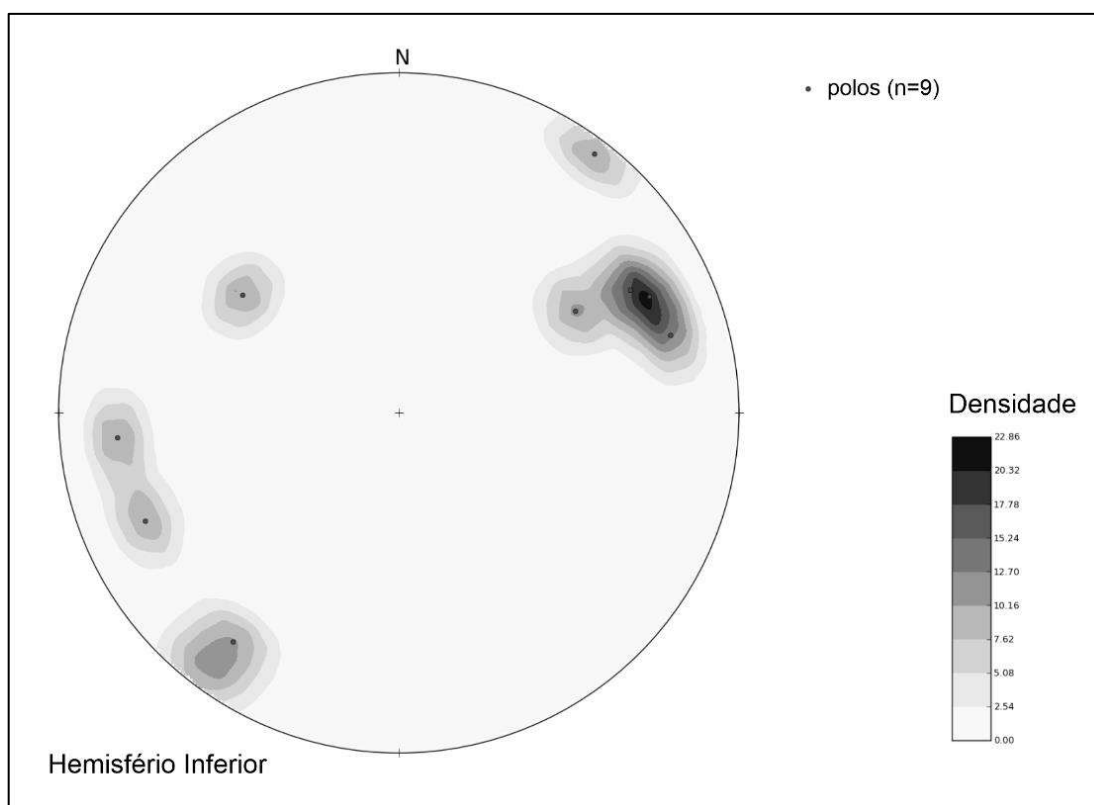 N
polos (n=9)
Densidade
22.86
20.32
17.78
15.24
12.70
10.16
7.62
5.08
2.54
0.00
Hemisfério Inferior